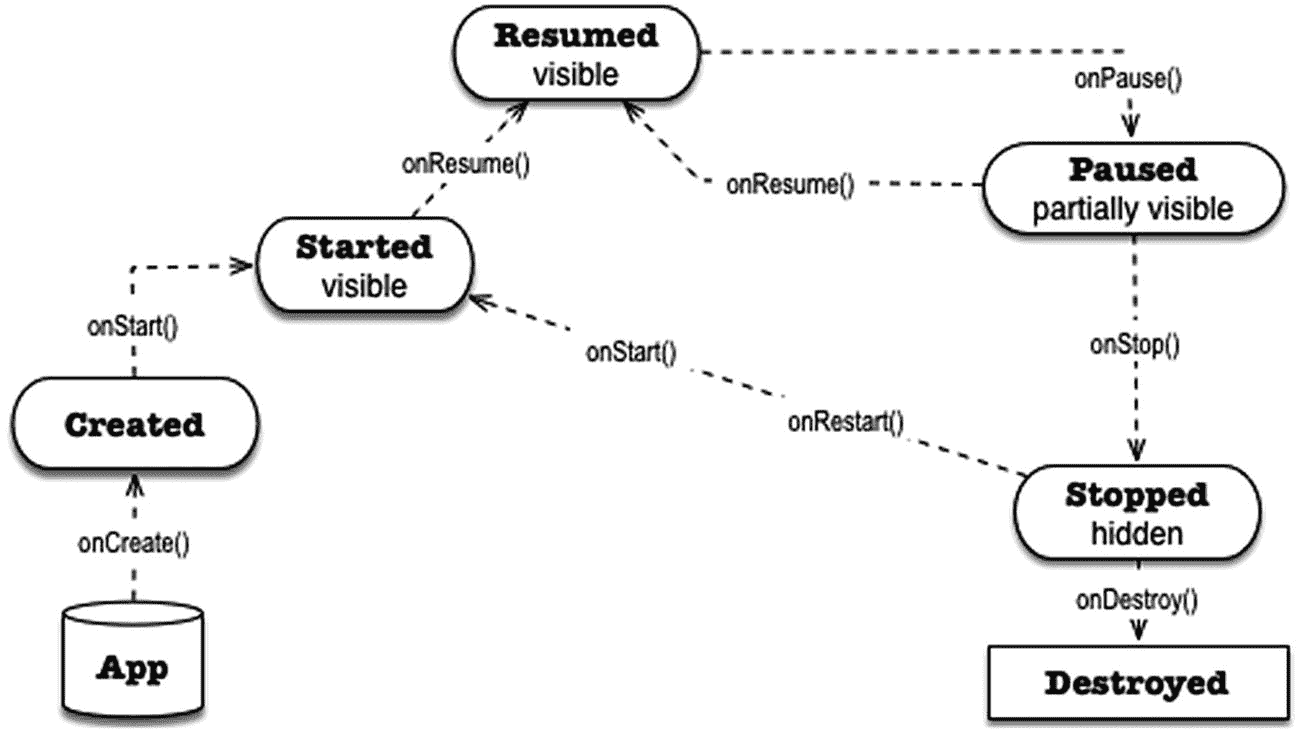 Resumed
visible
onPause()
onResume()
onResume()
Paused
partially visible
Started
visible
onStart()
onStart()
onStop()
Created
onRestart()
Stopped
hidden
onCreate()
onDestroy()
App
Destroyed